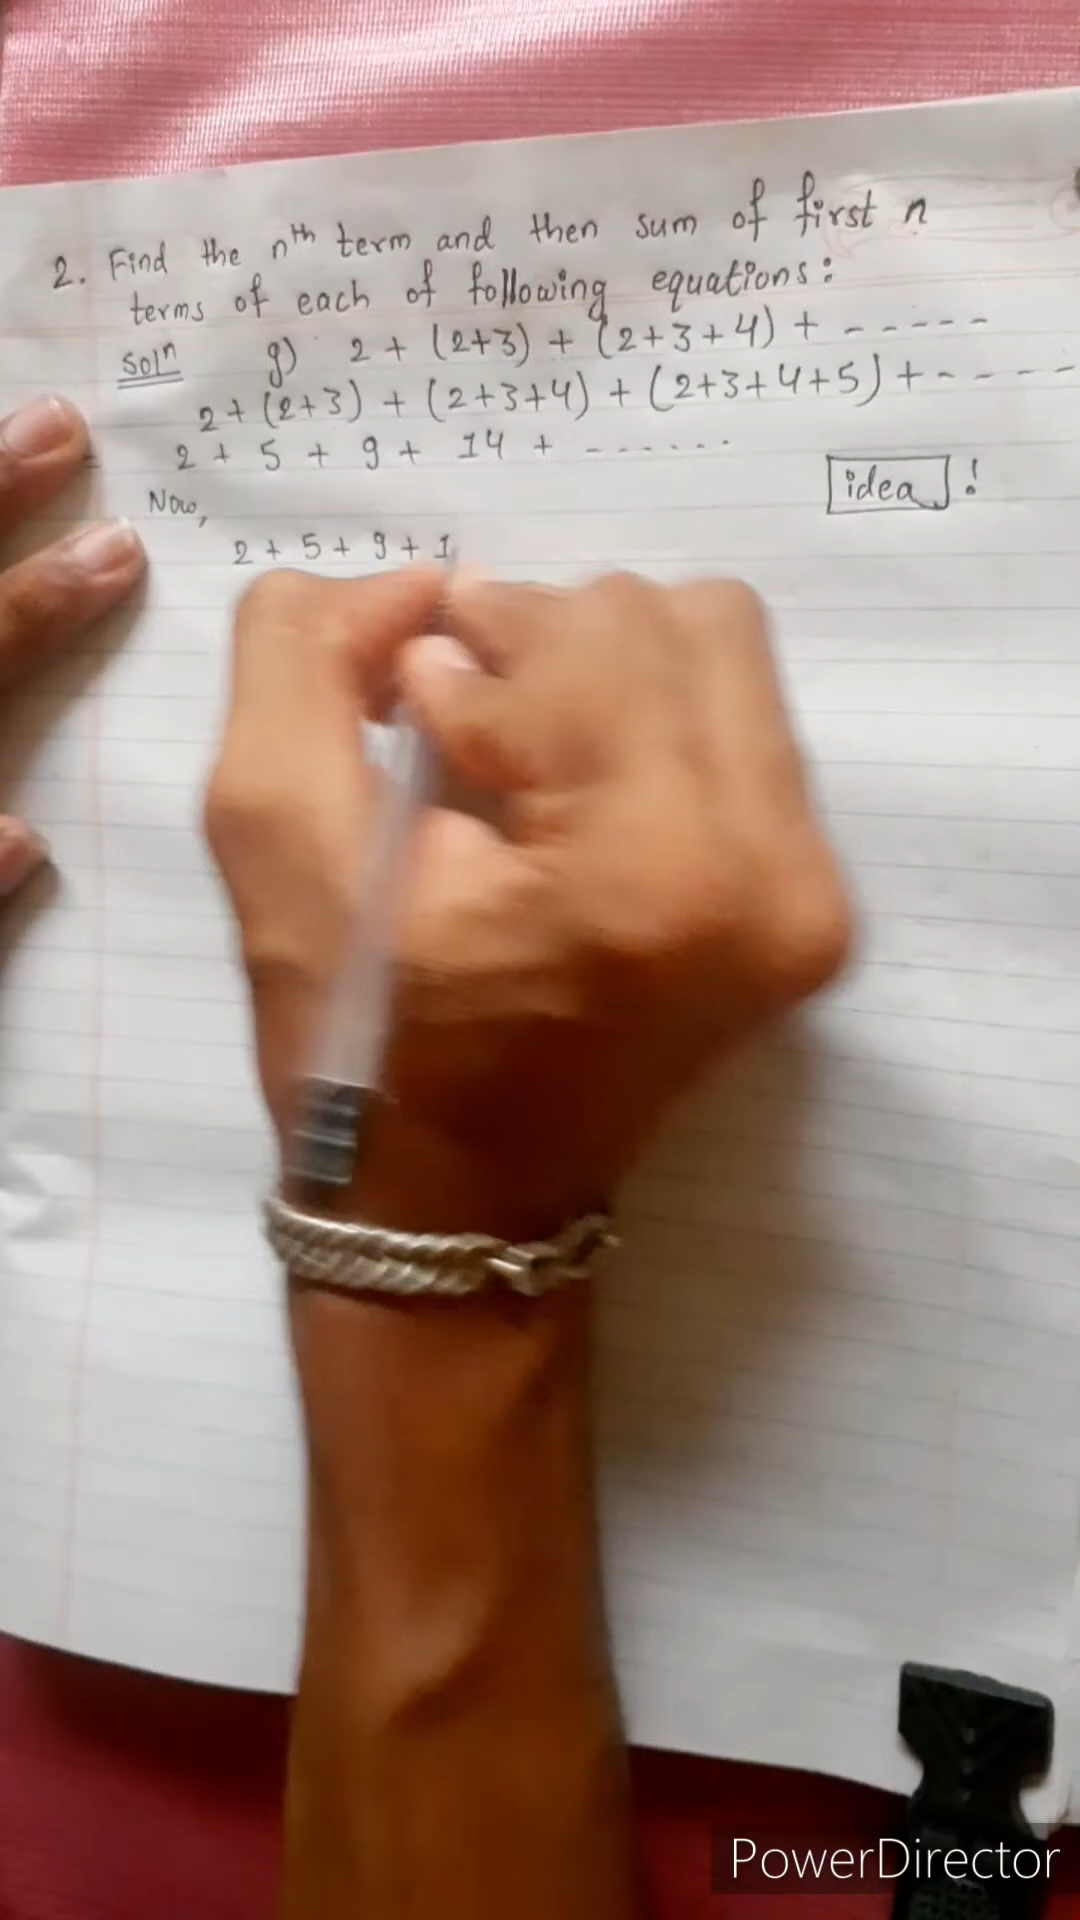 2. Find the nth term and then sum of first n
terms of each of following equations:
Solⁿ g) 2 + (2+3) + (2+3+4) + -----
2 + (2+3) + (2+3+4) + (2+3+4+5) + ----
= 2 + 5 + 9 + 14 + ------
idea !
Now,
2 + 5 + 9 + 1
PowerDirector